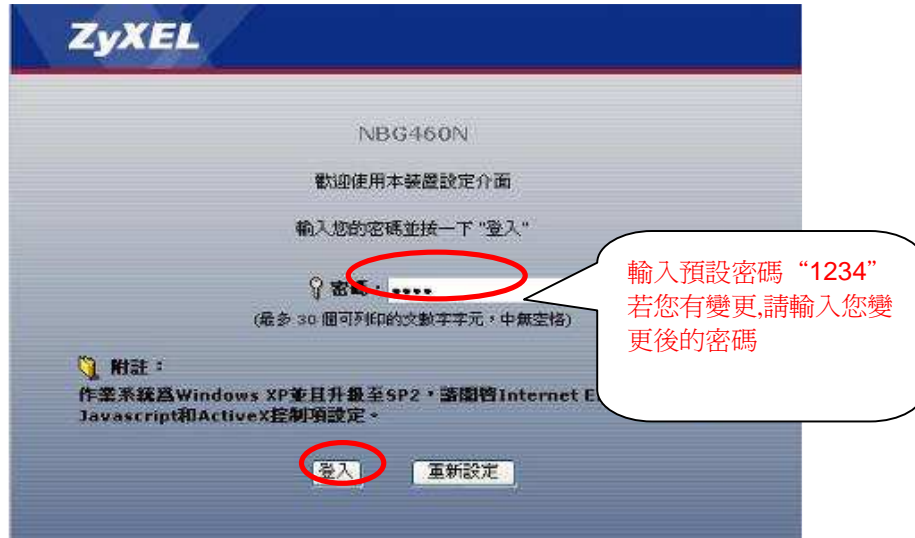 ZyXEL
NBG460N
歡迎使用本裝置設定介面
輸入您的密碼並按一下 "登入"
密碼：••••
(最多 30 個可列印的文數字字元，中無空格)
輸入預設密碼“1234”
若您有變更,請輸入您變
更後的密碼
附註：
作業系統為Windows XP並且升級至SP2，請開啟Internet E
Javascript和ActiveX控制項設定。
登入
重新設定